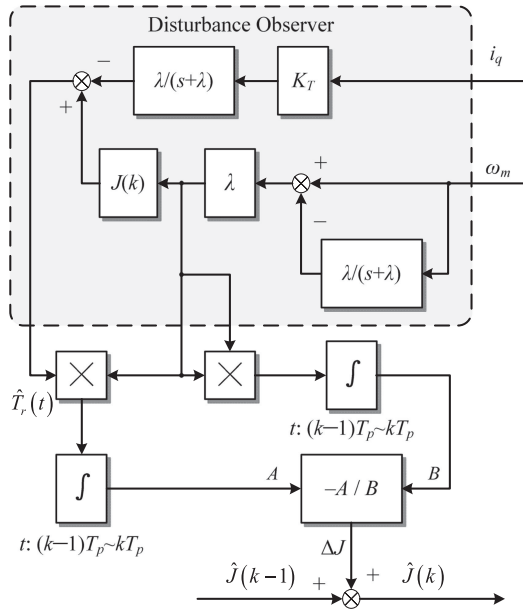 Disturbance Observer
− λ/(s+λ) K_T i_q
+
J(k) λ + ω_m
−
λ/(s+λ)
× × ∫
T̂_r(t)
t: (k−1)T_p~kT_p
∫ A −A / B B
t: (k−1)T_p~kT_p
ΔJ
Ĵ(k−1) + + Ĵ(k)